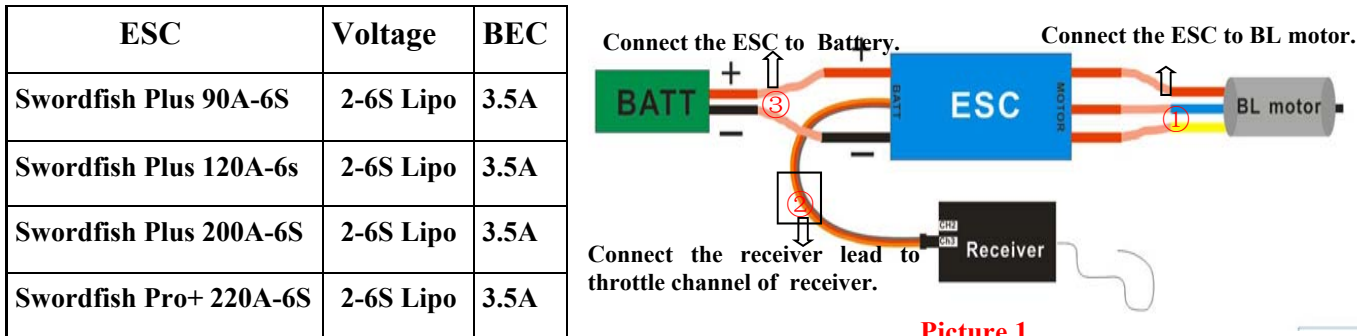 ESC Voltage BEC
Swordfish Plus 90A-6S 2-6S Lipo 3.5A
Swordfish Plus 120A-6s 2-6S Lipo 3.5A
Swordfish Plus 200A-6S 2-6S Lipo 3.5A
Swordfish Pro+ 220A-6S 2-6S Lipo 3.5A
Connect the ESC to Battery.
Connect the ESC to BL motor.
+ +
BATT
③
BATT
ESC
MOTOR
①
BL motor
− −
②
CH2
Ch3
Receiver
Connect the receiver lead to
throttle channel of receiver.
Picture 1